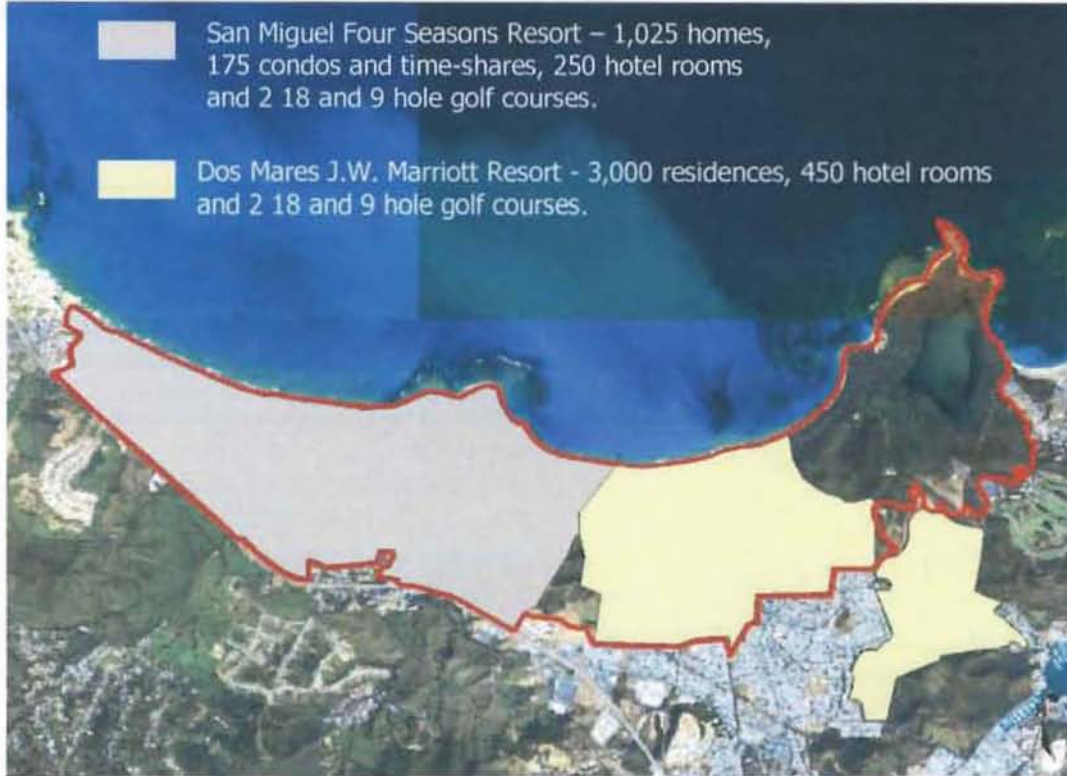 San Miguel Four Seasons Resort – 1,025 homes,
175 condos and time-shares, 250 hotel rooms
and 2 18 and 9 hole golf courses.
Dos Mares J.W. Marriott Resort - 3,000 residences, 450 hotel rooms
and 2 18 and 9 hole golf courses.